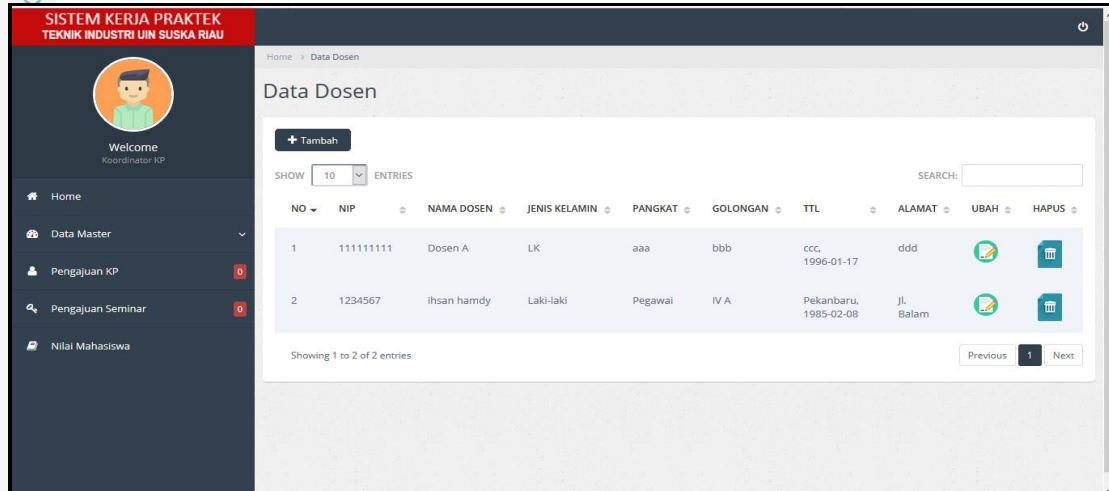 SISTEM KERJA PRAKTEK
TEKNIK INDUSTRI UIN SUSKA RIAU
Welcome
Koordinator KP
Home
Data Master
Pengajuan KP 0
Pengajuan Seminar 0
Nilai Mahasiswa
Home > Data Dosen
Data Dosen
+ Tambah
SHOW 10 ENTRIES
SEARCH:
NO NIP NAMA DOSEN JENIS KELAMIN PANGKAT GOLONGAN TTL ALAMAT UBAH HAPUS
1 111111111 Dosen A LK aaa bbb ccc, ddd
1996-01-17
2 1234567 ihsan hamdy Laki-laki Pegawai IV A Pekanbaru, Jl.
1985-02-08 Balam
Showing 1 to 2 of 2 entries
Previous 1 Next